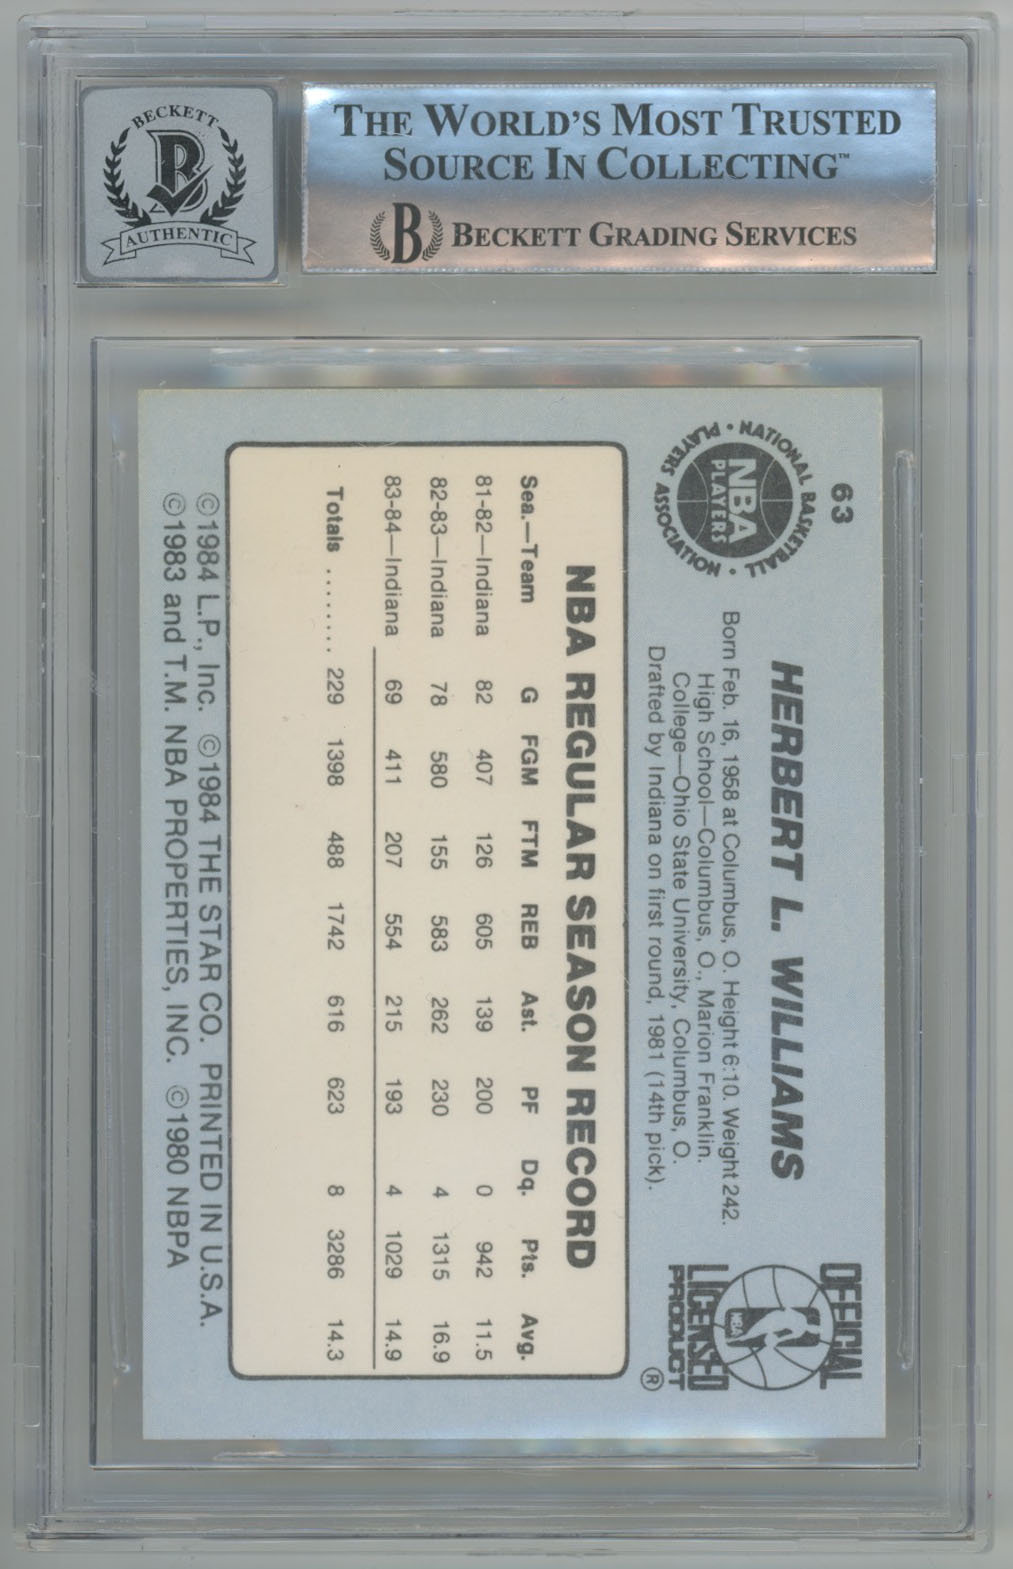 BECKETT
B
AUTHENTIC
THE WORLD'S MOST TRUSTED
SOURCE IN COLLECTING™
B BECKETT GRADING SERVICES
63
NATIONAL BASKETBALL PLAYERS ASSOCIATION
NBA
PLAYERS
HERBERT L. WILLIAMS
Born Feb. 16, 1958 at Columbus, O. Height 6:10. Weight 242.
High School—Columbus, O., Marion Franklin.
College—Ohio State University, Columbus, O.
Drafted by Indiana on first round, 1981 (14th pick).
OFFICIAL
NBA
LICENSED
PRODUCT
®
NBA REGULAR SEASON RECORD
Sea.—Team G FGM FTM REB Ast. PF Dq. Pts. Avg.
81-82—Indiana 82 407 126 605 139 200 0 942 11.5
82-83—Indiana 78 580 155 583 262 230 4 1315 16.9
83-84—Indiana 69 411 207 554 215 193 4 1029 14.9
Totals ........ 229 1398 488 1742 616 623 8 3286 14.3
©1984 L.P., Inc. ©1984 THE STAR CO. PRINTED IN U.S.A.
©1983 and T.M. NBA PROPERTIES, INC. ©1980 NBPA